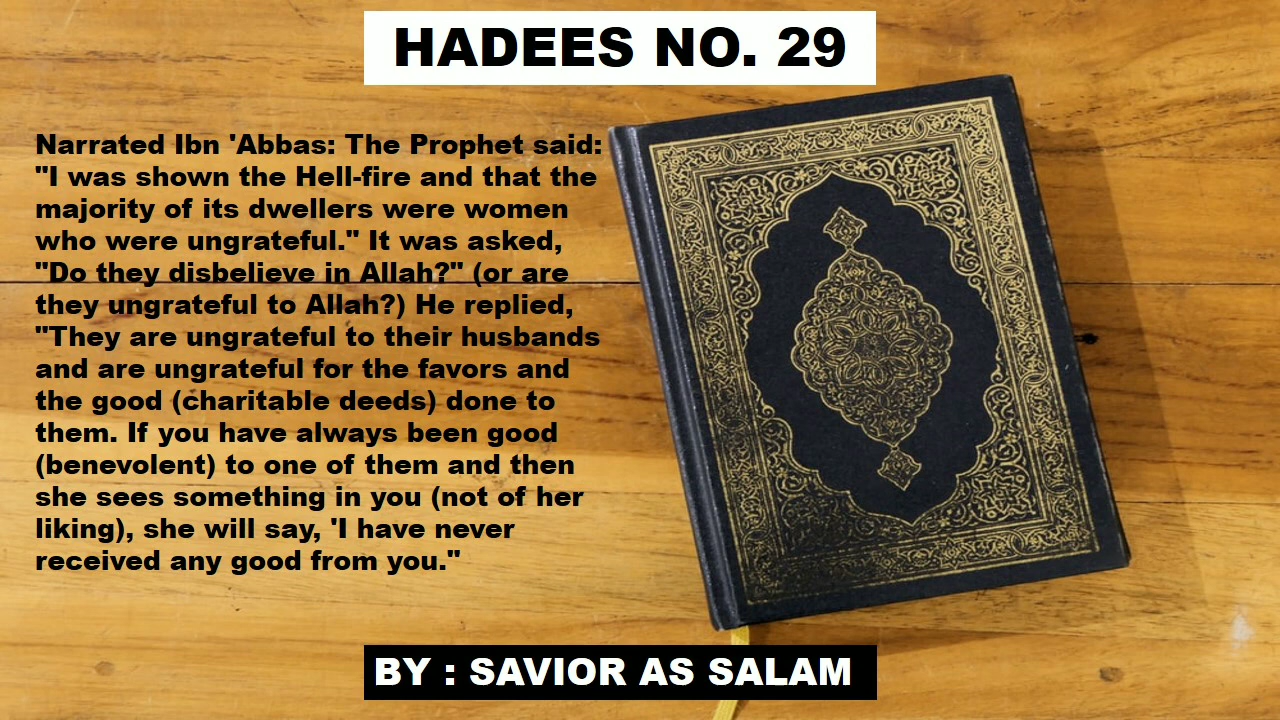 HADEES NO. 29
Narrated Ibn 'Abbas: The Prophet said:
"I was shown the Hell-fire and that the
majority of its dwellers were women
who were ungrateful." It was asked,
"Do they disbelieve in Allah?" (or are
they ungrateful to Allah?) He replied,
"They are ungrateful to their husbands
and are ungrateful for the favors and
the good (charitable deeds) done to
them. If you have always been good
(benevolent) to one of them and then
she sees something in you (not of her
liking), she will say, 'I have never
received any good from you."
BY : SAVIOR AS SALAM